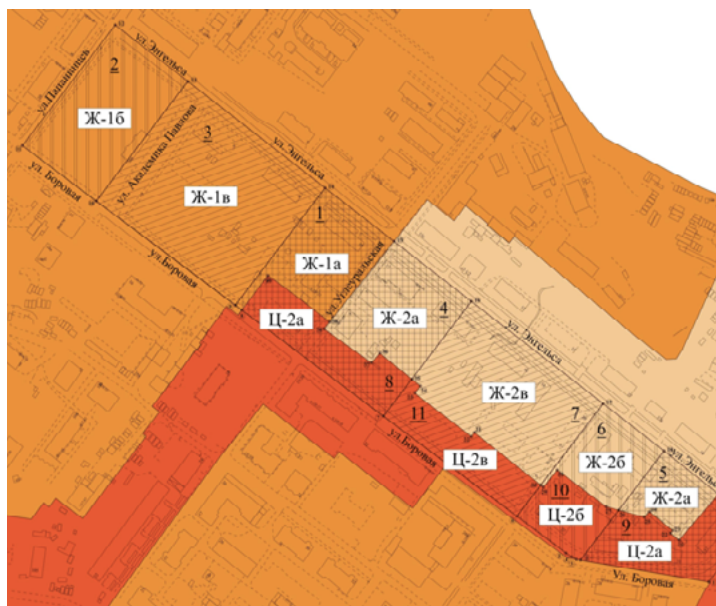 2
ул. Энгельса
ул.Папанинцев
Ж-1б
3
ул. Академика Павлова
ул. Энгельса
ул. Боровая
Ж-1в
1
Ж-1а
ул.Усть-Уральская
ул.Боровая
Ц-2а
Ж-2а
4
ул. Энгельса
8
Ж-2в
11
7
6
ул.Боровая
Ц-2в
Ж-2б
5
ул. Энгельса
10
Ж-2а
Ц-2б
9
Ц-2а
Ул. Боровая